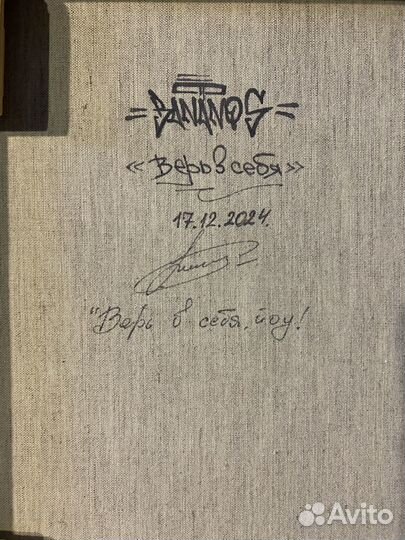 = BANANOS =
«Верь в себя»
17.12.2024.
"Верь в себя, йоу!
Avito